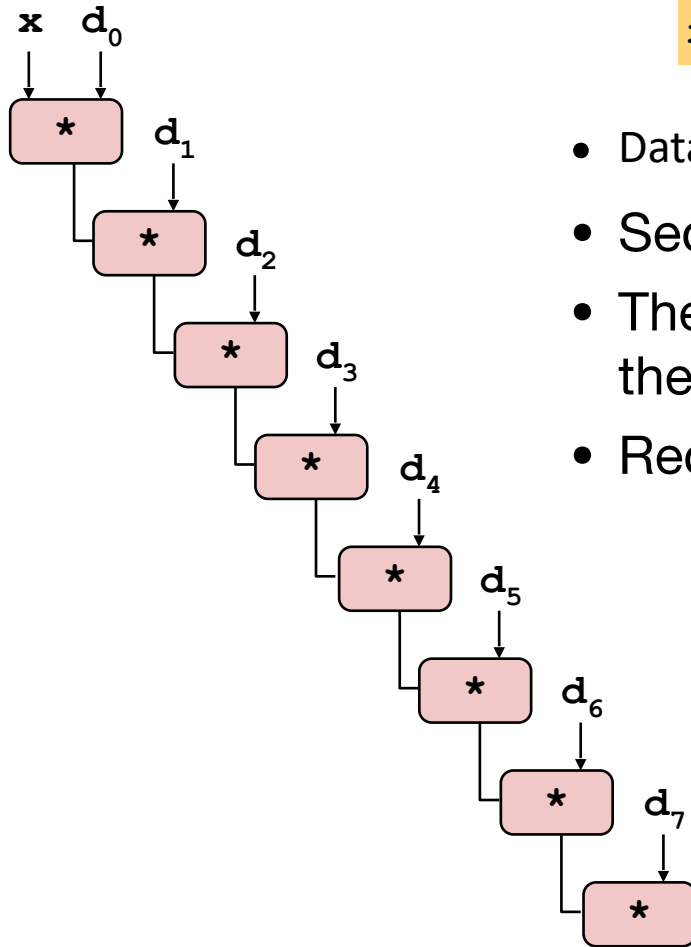 x d₀
*
d₁
*
d₂
*
d₃
*
d₄
*
d₅
*
d₆
*
d₇
*
• Data
• Sec
• The
the
• Rec